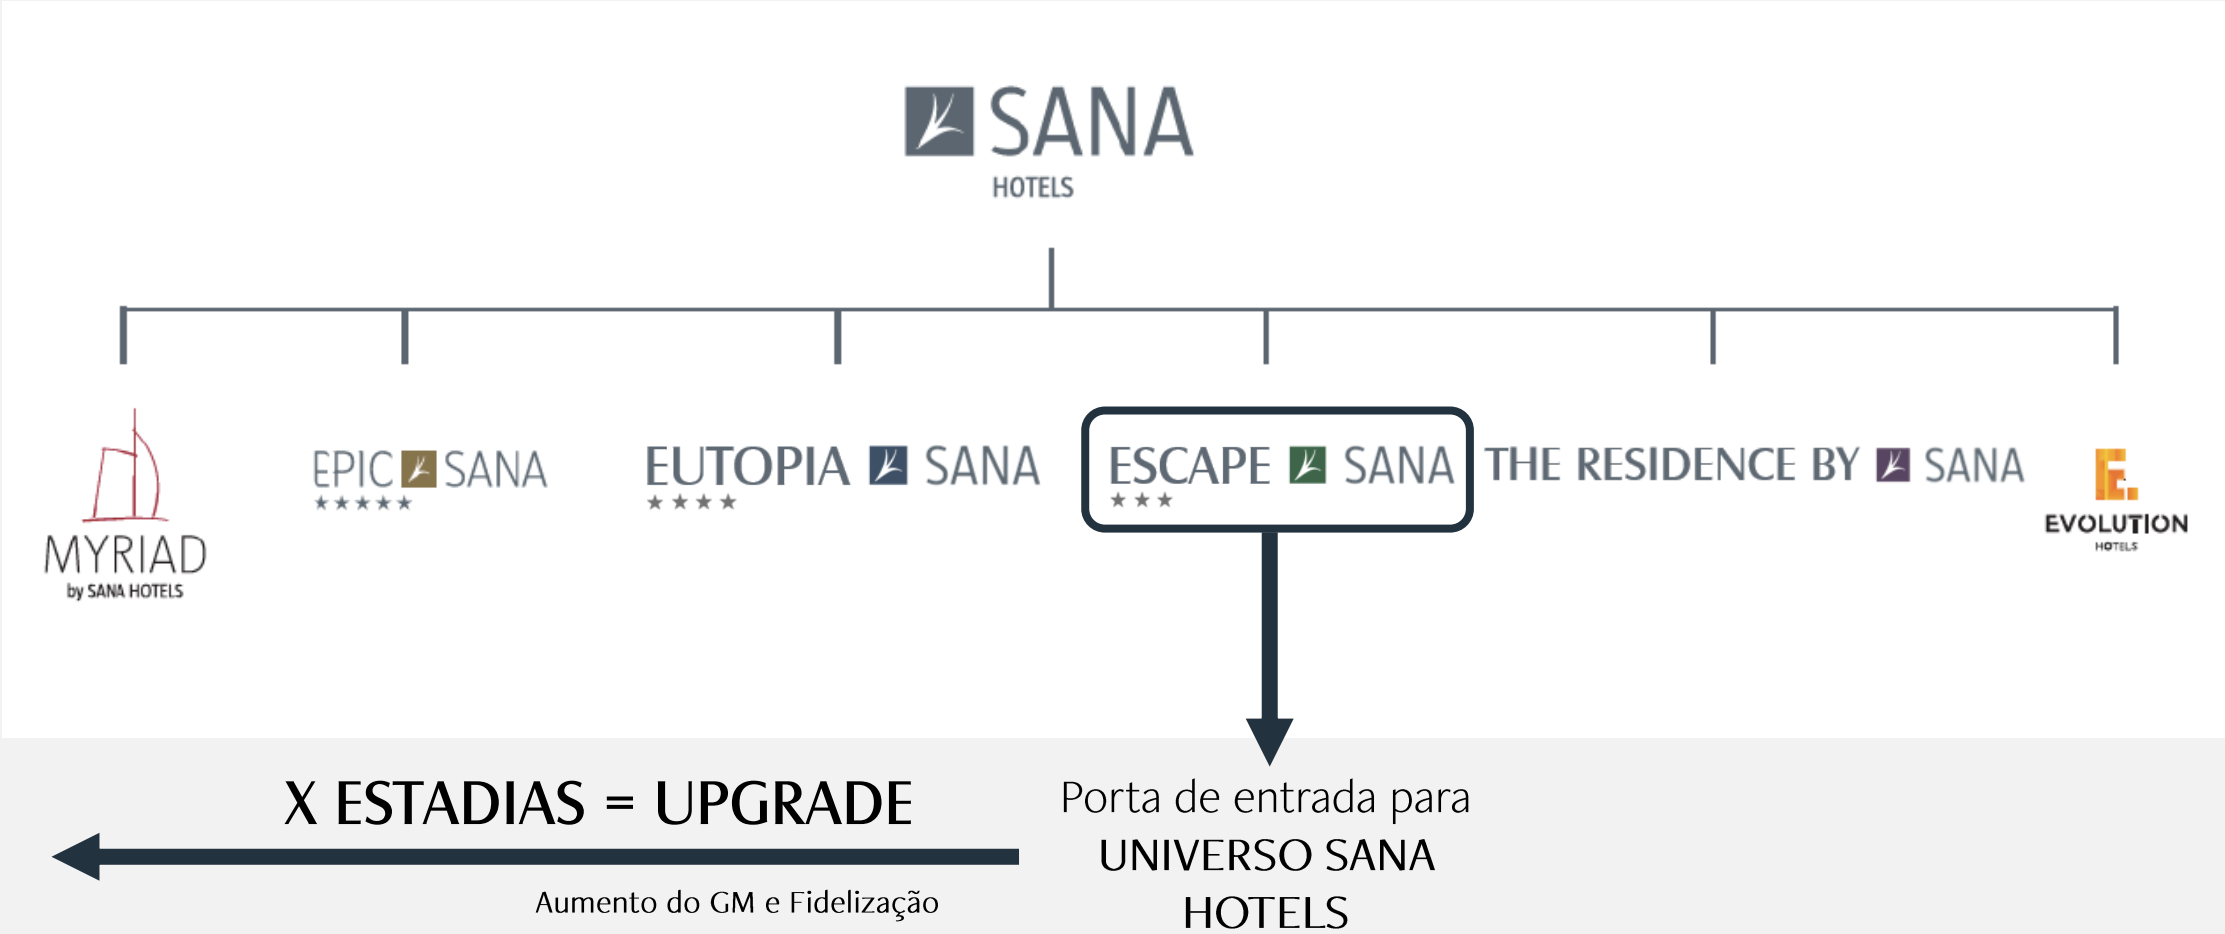 SANA
HOTELS
MYRIAD
by SANA HOTELS
EPIC SANA
★★★★★
EUTOPIA SANA
★★★★
ESCAPE SANA
★★★
THE RESIDENCE BY SANA
E.
EVOLUTION
HOTELS
X ESTADIAS = UPGRADE
Aumento do GM e Fidelização
Porta de entrada para
UNIVERSO SANA
HOTELS